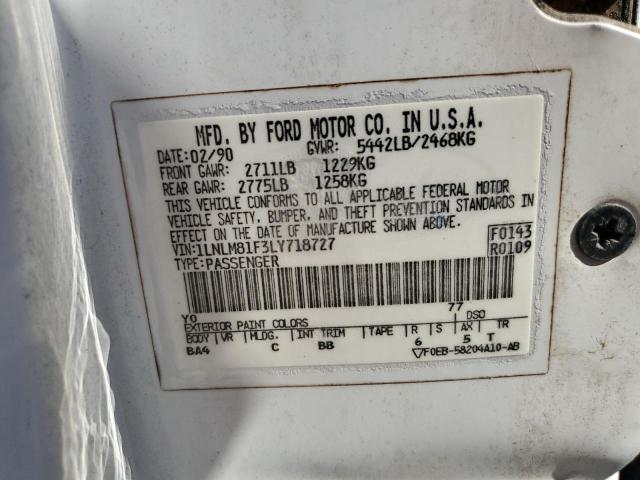 MFD. BY FORD MOTOR CO. IN U.S.A.
DATE: 02/90 GVWR: 5442LB/2468KG
FRONT GAWR: 2711LB 1229KG
REAR GAWR: 2775LB 1258KG
THIS VEHICLE CONFORMS TO ALL APPLICABLE FEDERAL MOTOR
VEHICLE SAFETY, BUMPER, AND THEFT PREVENTION STANDARDS IN
EFFECT ON THE DATE OF MANUFACTURE SHOWN ABOVE.
VIN: 1LNLM81F3LY718727 F0143
TYPE: PASSENGER R0109
YO 77
EXTERIOR PAINT COLORS DSO
BODY VR MLDG. INT TRIM TAPE R S AX TR
BA4 C BB 6 5 T
F0EB-58204A10-AB